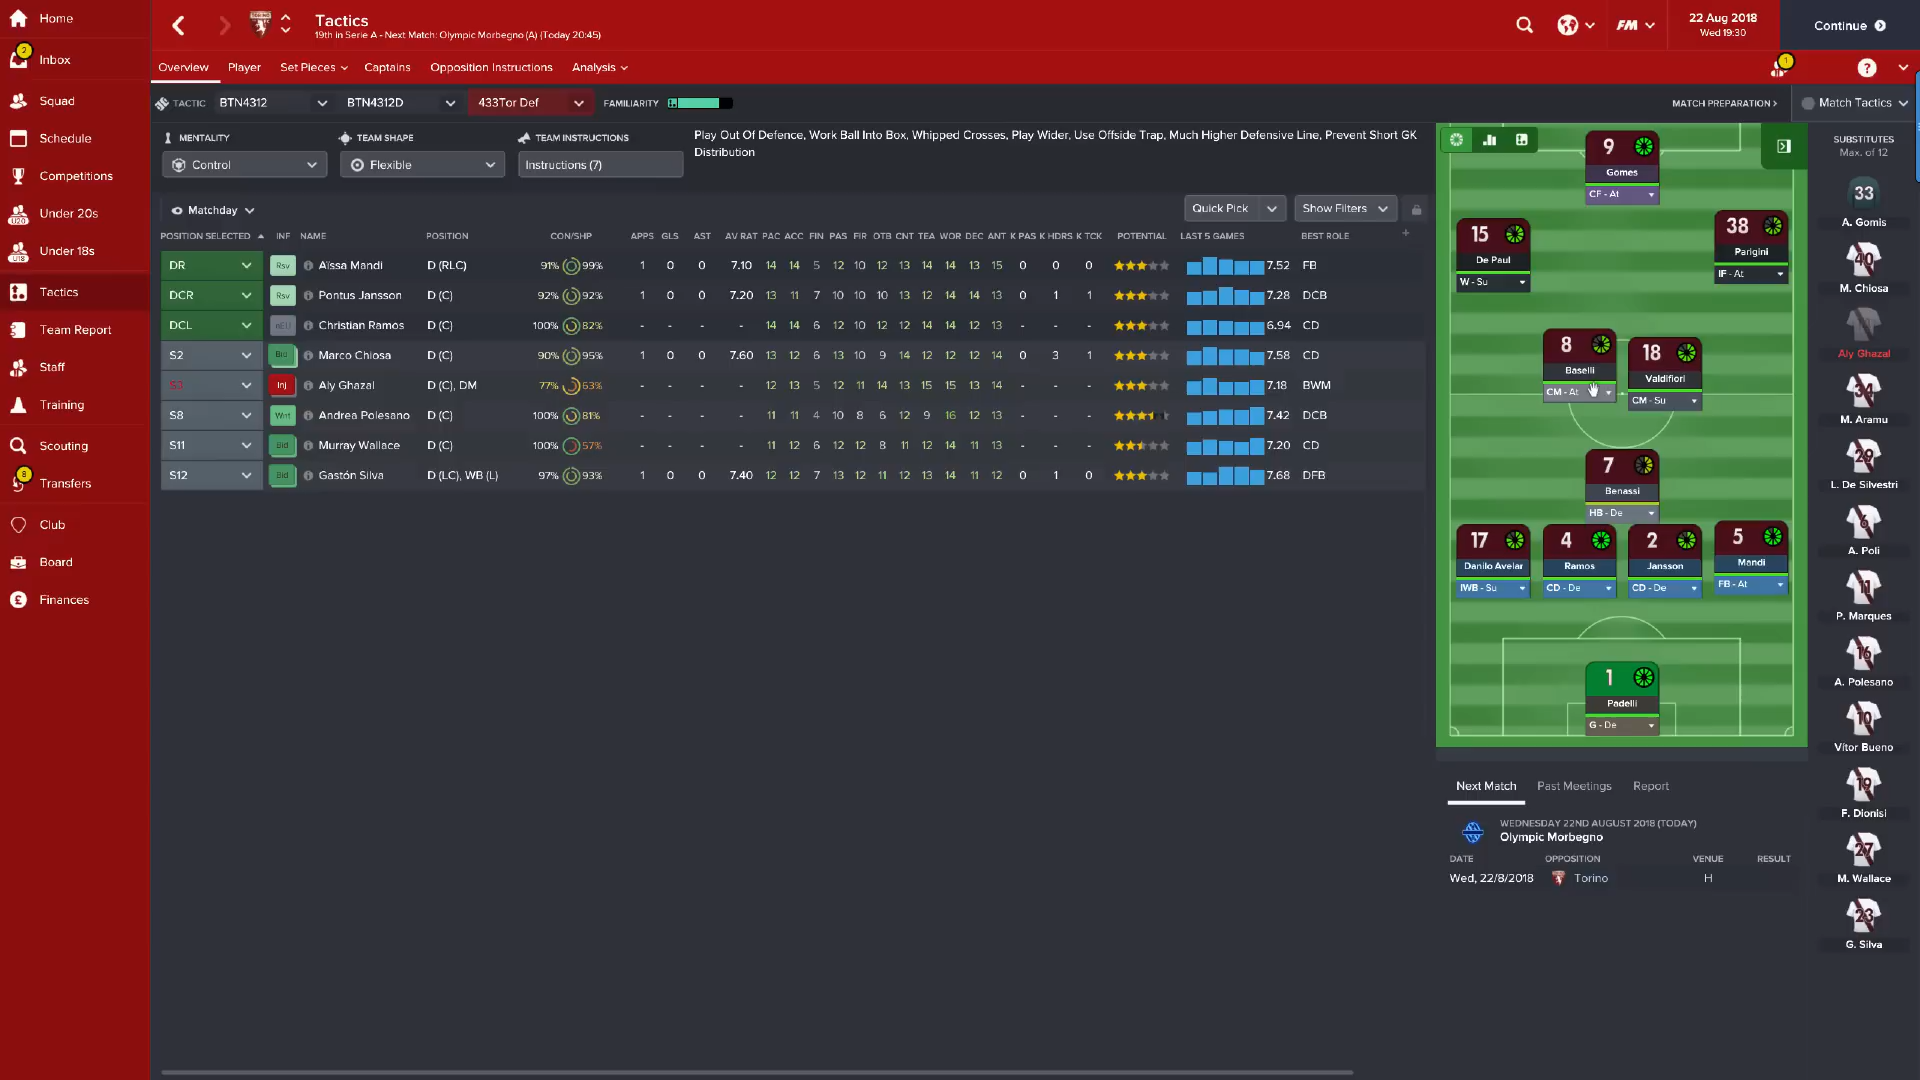 Home
Inbox
2
Squad
Schedule
Competitions
Under 20s
Under 18s
Tactics
Team Report
Staff
Training
Scouting
Transfers
8
Club
Board
Finances
Tactics
19th in Serie A - Next Match: Olympic Morbegno (A) (Today 20:45)
FM
22 Aug 2018
Wed 19:30
Continue
Overview Player Set Pieces Captains Opposition Instructions Analysis
1
?
TACTIC BTN4312 BTN4312D 433Tor Def FAMILIARITY
MATCH PREPARATION >
Match Tactics
MENTALITY
Control
TEAM SHAPE
Flexible
TEAM INSTRUCTIONS
Instructions (7)
Play Out Of Defence, Work Ball Into Box, Whipped Crosses, Play Wider, Use Offside Trap, Much Higher Defensive Line, Prevent Short GK
Distribution
Matchday
Quick Pick
Show Filters
POSITION SELECTED INF NAME POSITION CON/SHP APPS GLS AST AV RAT PAC ACC FIN PAS FIR OTB CNT TEA WOR DEC ANT K PAS K HDRS K TCK POTENTIAL LAST 5 GAMES BEST ROLE
DR Rsv Aïssa Mandi D (RLC) 91% 99% 1 0 0 7.10 14 14 5 12 10 12 13 14 14 13 15 0 0 0 7.52 FB
DCR Rsv Pontus Jansson D (C) 92% 92% 1 0 0 7.20 13 11 7 10 10 10 13 12 14 14 13 0 1 1 7.28 DCB
DCL nEU Christian Ramos D (C) 100% 82% - - - - 14 14 6 12 10 12 12 14 14 12 13 - - - 6.94 CD
S2 Bid Marco Chiosa D (C) 90% 95% 1 0 0 7.60 13 12 6 13 10 9 14 12 12 12 14 0 3 1 7.58 CD
Inj Aly Ghazal D (C), DM 77% 63% - - - - 12 13 5 12 11 14 13 15 15 13 12 - - - 7.18 BWM
S8 Wnt Andrea Polesano D (C) 100% 81% - - - - 11 11 4 10 8 6 12 9 16 12 13 - - - 7.42 DCB
S11 Bid Murray Wallace D (C) 100% 57% - - - - 11 12 6 12 12 8 11 12 14 11 13 - - - 7.20 CD
S12 Bid Gastón Silva D (LC), WB (L) 97% 93% 1 0 0 7.40 12 12 7 13 12 11 12 13 14 11 12 0 1 0 7.68 DFB
9
Gomes
CF - At
15
De Paul
W - Su
38
Parigini
IF - At
8
Baselli
CM - At
18
Valdifiori
CM - Su
7
Benassi
HB - De
17
Danilo Avelar
IWB - Su
4
Ramos
CD - De
2
Jansson
CD - De
5
Mandi
FB - At
1
Padelli
G - De
Next Match Past Meetings Report
WEDNESDAY 22ND AUGUST 2018 (TODAY)
Olympic Morbegno
DATE OPPOSITION VENUE RESULT
Wed, 22/8/2018 Torino H
SUBSTITUTES
Max. of 12
33
A. Gomis
40
M. Chiosa
Aly Ghazal
34
M. Aramu
29
L. De Silvestri
6
A. Poli
11
P. Marques
16
A. Polesano
10
Vítor Bueno
19
F. Dionisi
27
M. Wallace
23
G. Silva